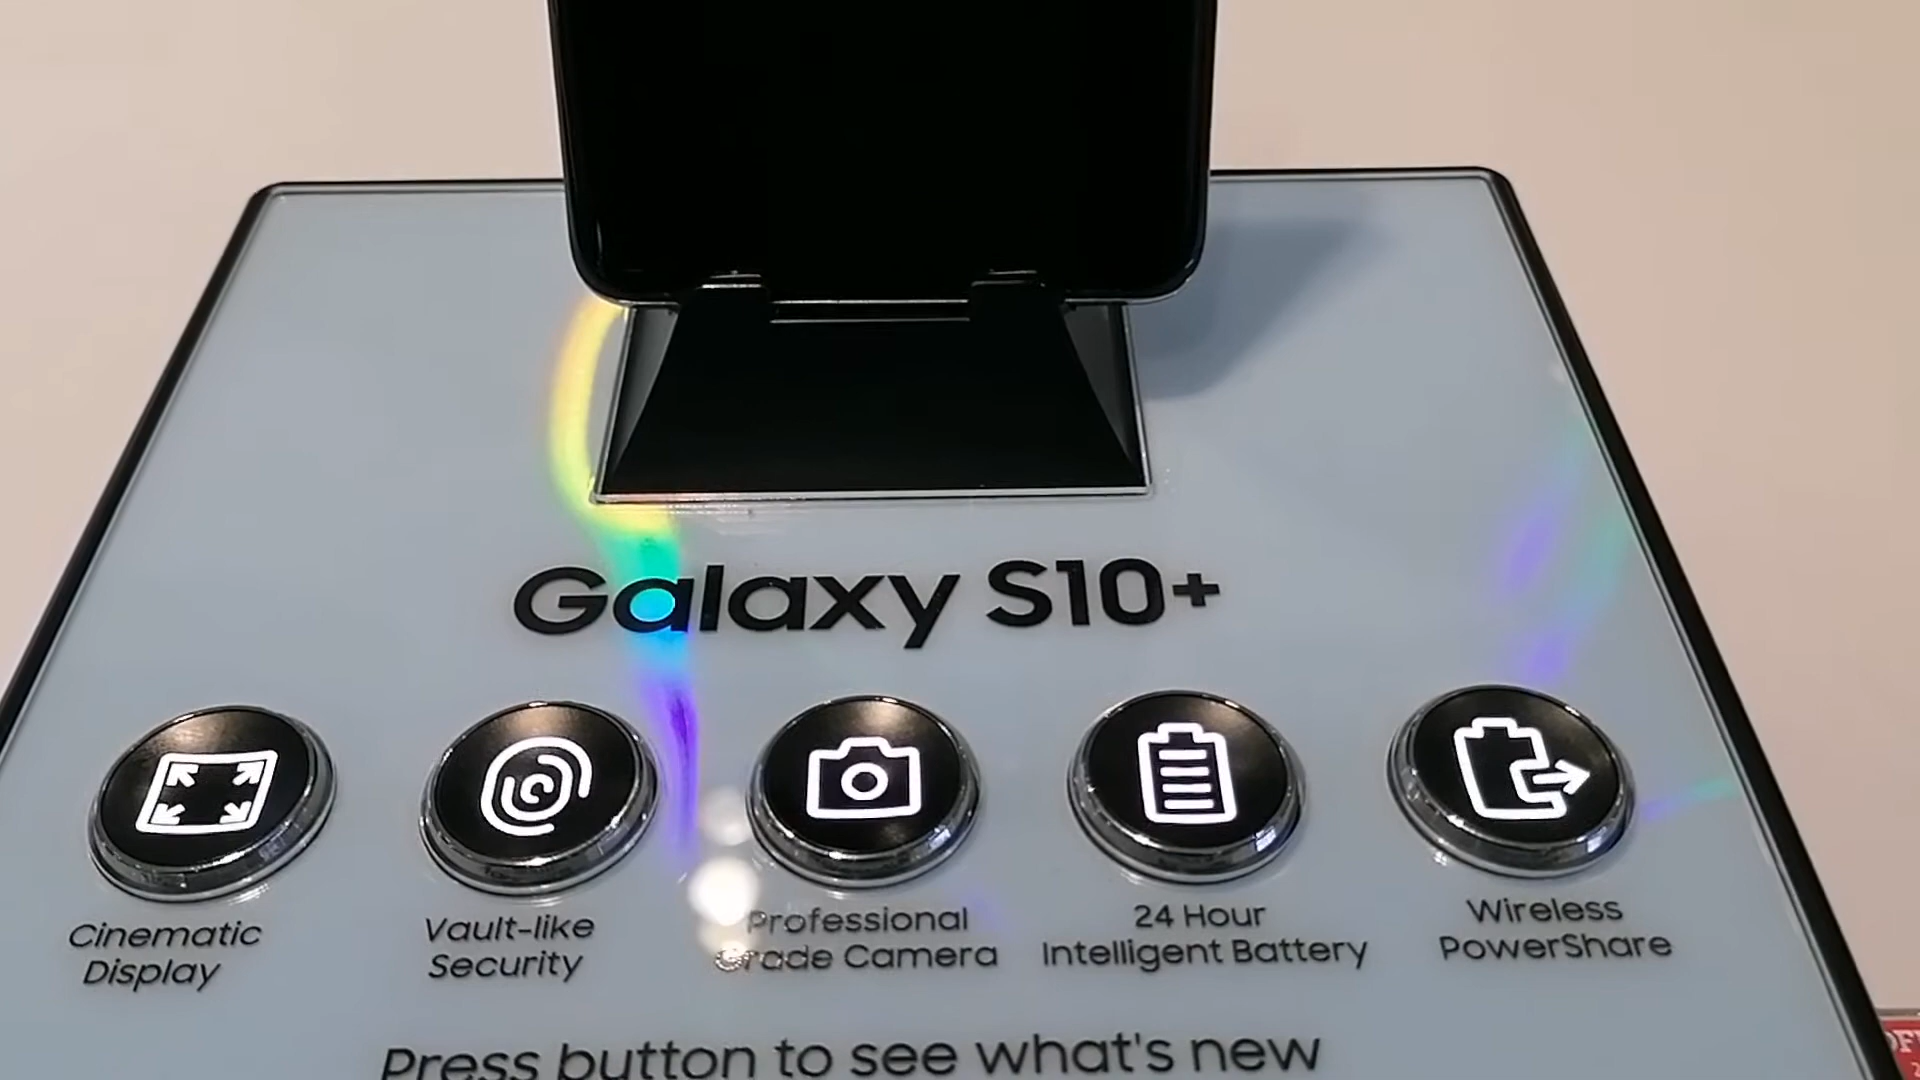 Galaxy S10+
Cinematic
Display
Vault-like
Security
Professional
Grade Camera
24 Hour
Intelligent Battery
Wireless
PowerShare
Press button to see what's new